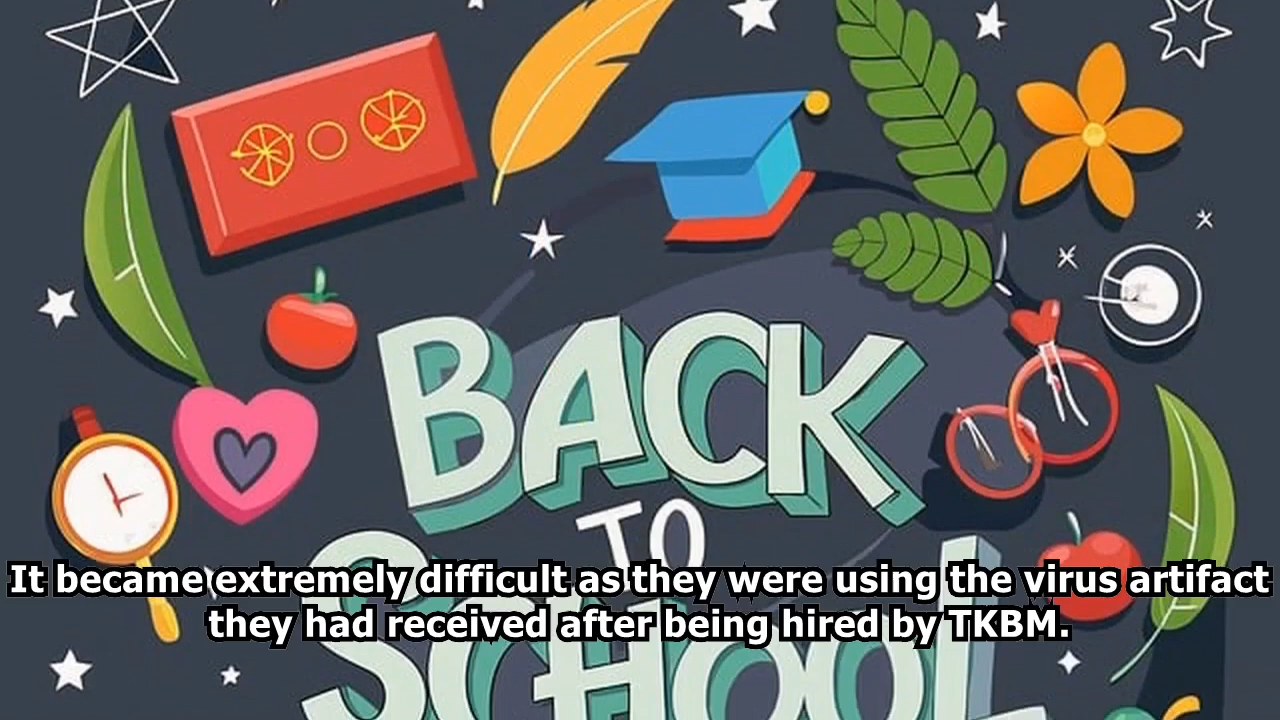 BACK
TO
SCHOOL
It became extremely difficult as they were using the virus artifact
they had received after being hired by TKBM.